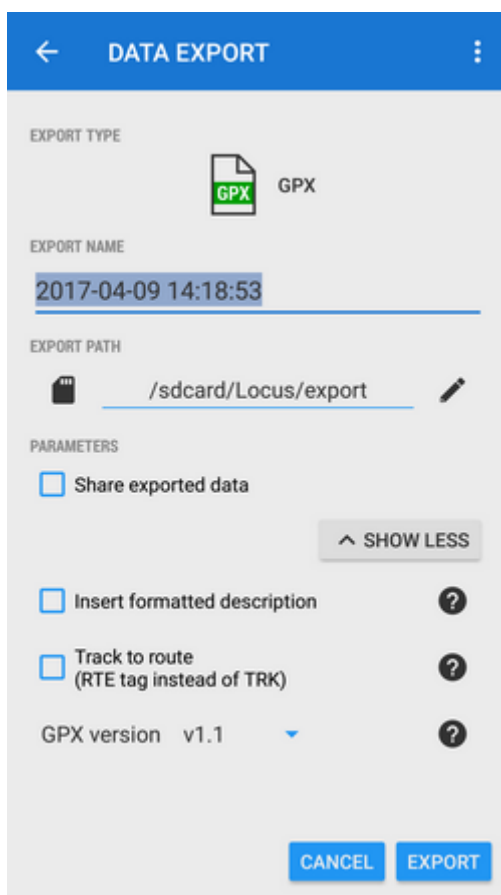 DATA EXPORT
EXPORT TYPE
GPX
GPX
EXPORT NAME
2017-04-09 14:18:53
EXPORT PATH
/sdcard/Locus/export
PARAMETERS
Share exported data
SHOW LESS
Insert formatted description
Track to route
(RTE tag instead of TRK)
GPX version v1.1
CANCEL EXPORT